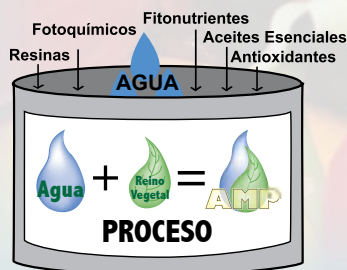 Fitonutrientes
Fotoquímicos
Aceites Esenciales
Resinas
Antioxidantes
AGUA
Agua
+
Reino
Vegetal
=
AMP
PROCESO